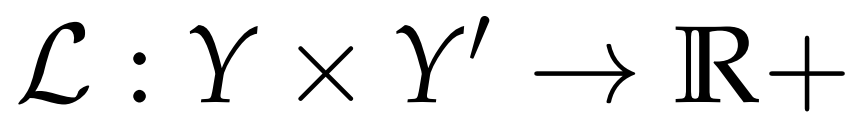 ℒ : 𝒴 × 𝒴′ → ℝ+